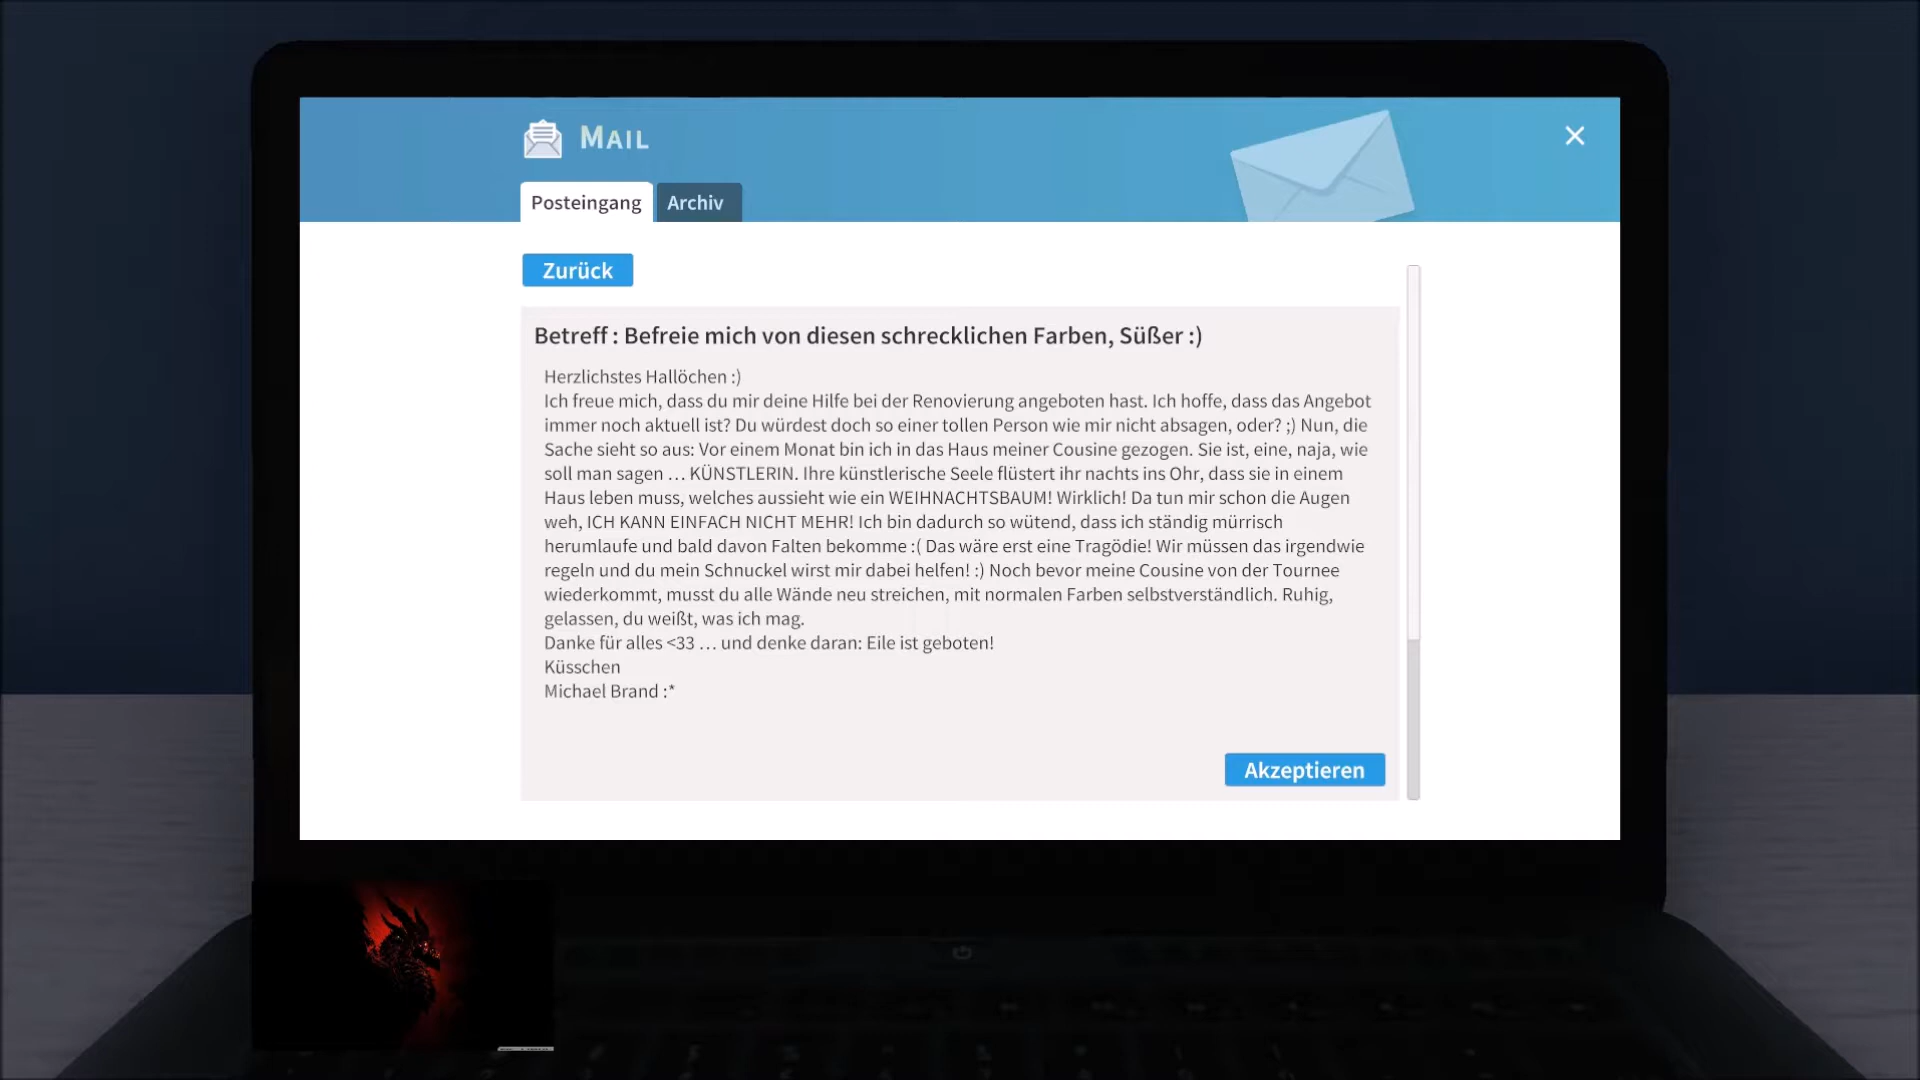 MAIL
Posteingang
Archiv
Zurück
Betreff : Befreie mich von diesen schrecklichen Farben, Süßer :)
Herzlichstes Hallöchen :)
Ich freue mich, dass du mir deine Hilfe bei der Renovierung angeboten hast. Ich hoffe, dass das Angebot
immer noch aktuell ist? Du würdest doch so einer tollen Person wie mir nicht absagen, oder? ;) Nun, die
Sache sieht so aus: Vor einem Monat bin ich in das Haus meiner Cousine gezogen. Sie ist, eine, naja, wie
soll man sagen … KÜNSTLERIN. Ihre künstlerische Seele flüstert ihr nachts ins Ohr, dass sie in einem
Haus leben muss, welches aussieht wie ein WEIHNACHTSBAUM! Wirklich! Da tun mir schon die Augen
weh, ICH KANN EINFACH NICHT MEHR! Ich bin dadurch so wütend, dass ich ständig mürrisch
herumlaufe und bald davon Falten bekomme :( Das wäre erst eine Tragödie! Wir müssen das irgendwie
regeln und du mein Schnuckel wirst mir dabei helfen! :) Noch bevor meine Cousine von der Tournee
wiederkommt, musst du alle Wände neu streichen, mit normalen Farben selbstverständlich. Ruhig,
gelassen, du weißt, was ich mag.
Danke für alles <33 … und denke daran: Eile ist geboten!
Küsschen
Michael Brand :*
Akzeptieren